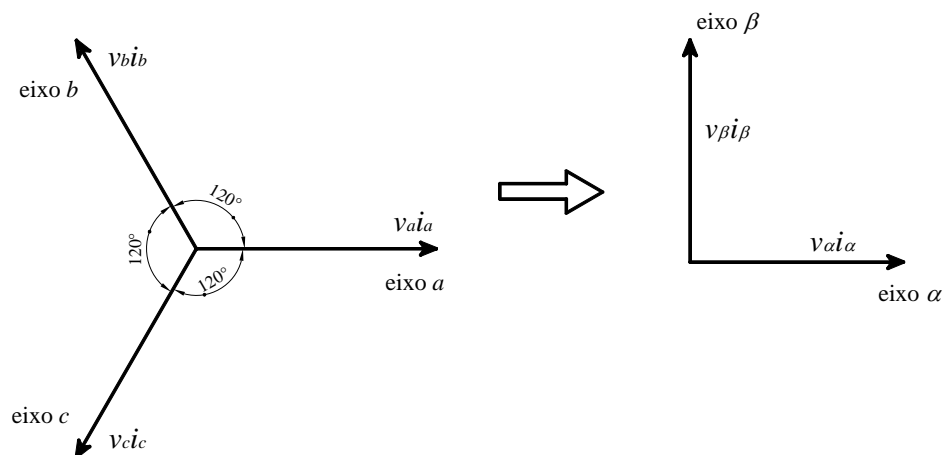 vbib
eixo b
120°
120°
120°
vaia
eixo a
eixo c
vcic
eixo β
vβiβ
vαiα
eixo α